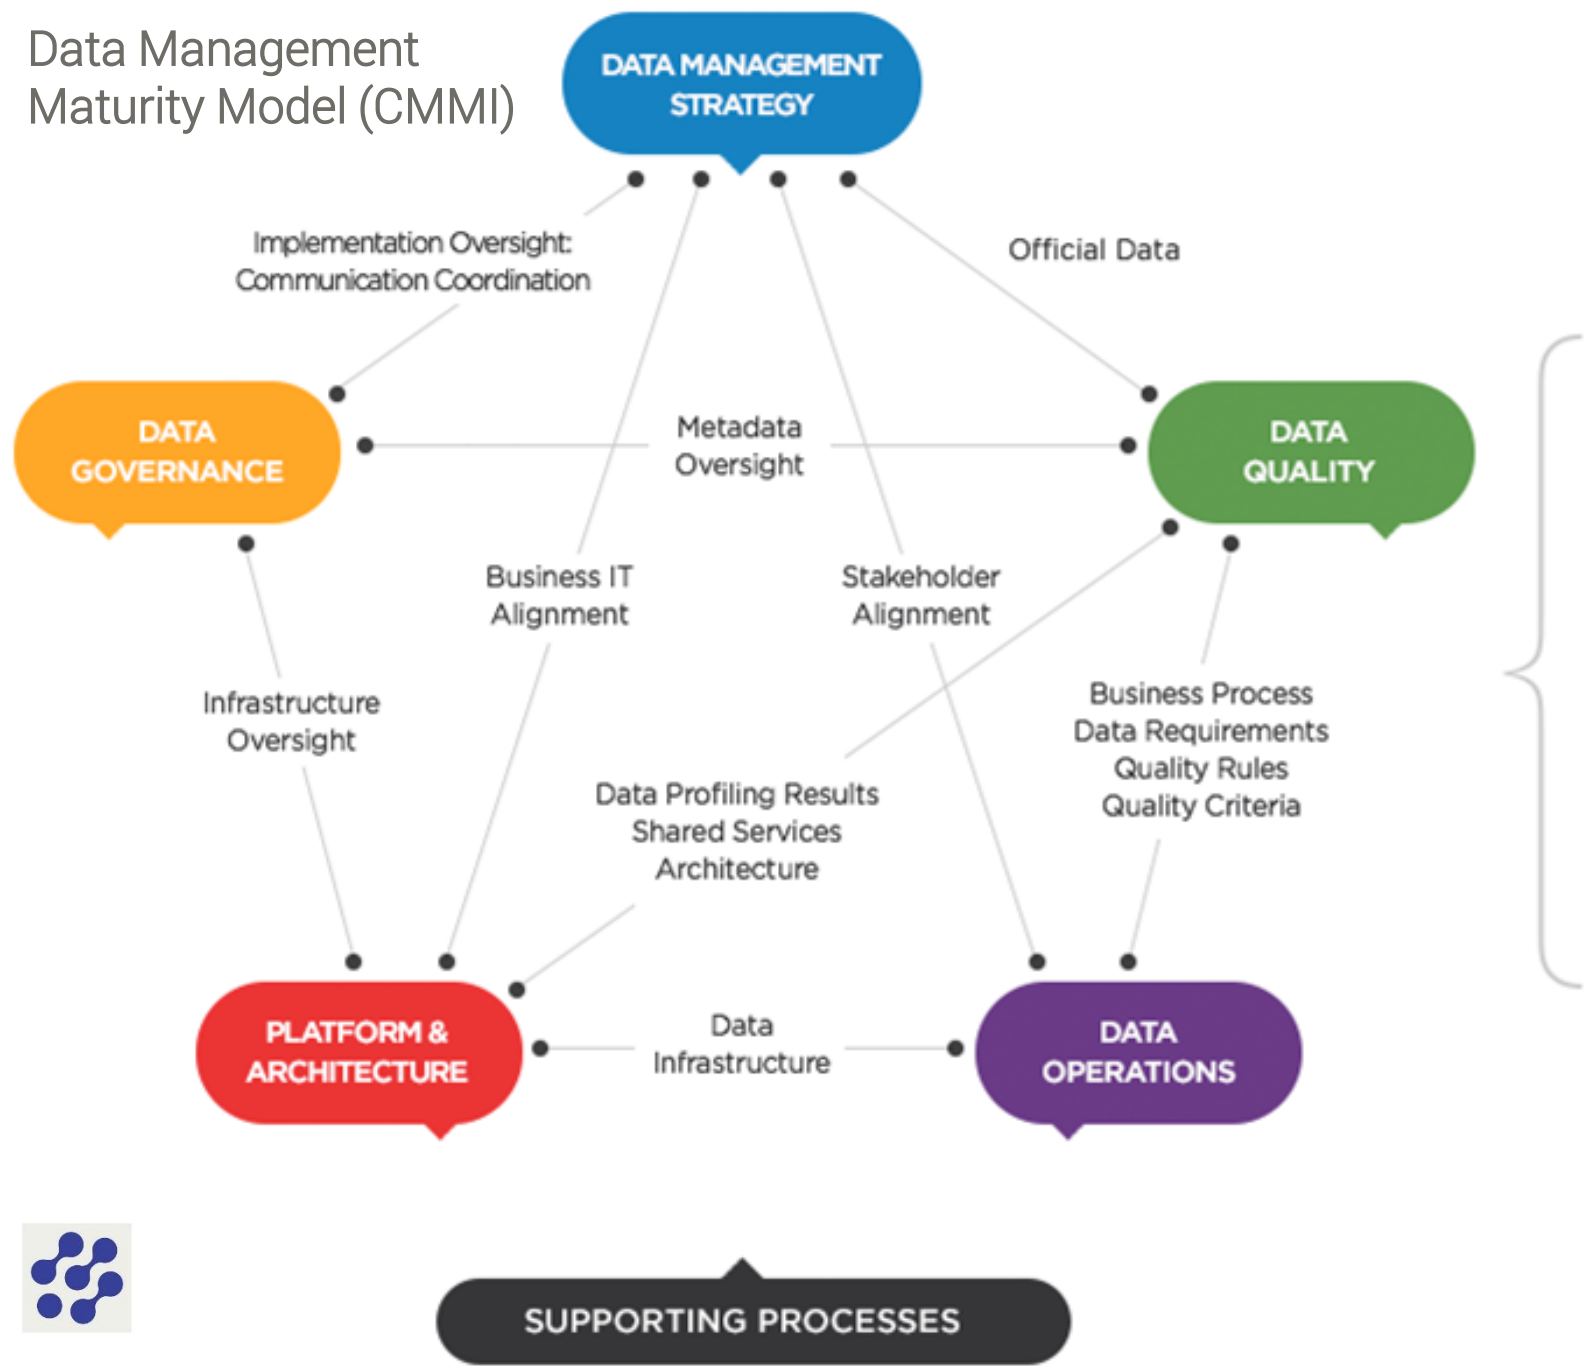 Data Management
Maturity Model (CMMI)
DATA MANAGEMENT
STRATEGY
Implementation Oversight:
Communication Coordination
Official Data
DATA
GOVERNANCE
Metadata
Oversight
DATA
QUALITY
Business IT
Alignment
Stakeholder
Alignment
Infrastructure
Oversight
Business Process
Data Requirements
Quality Rules
Quality Criteria
Data Profiling Results
Shared Services
Architecture
PLATFORM &
ARCHITECTURE
Data
Infrastructure
DATA
OPERATIONS
SUPPORTING PROCESSES